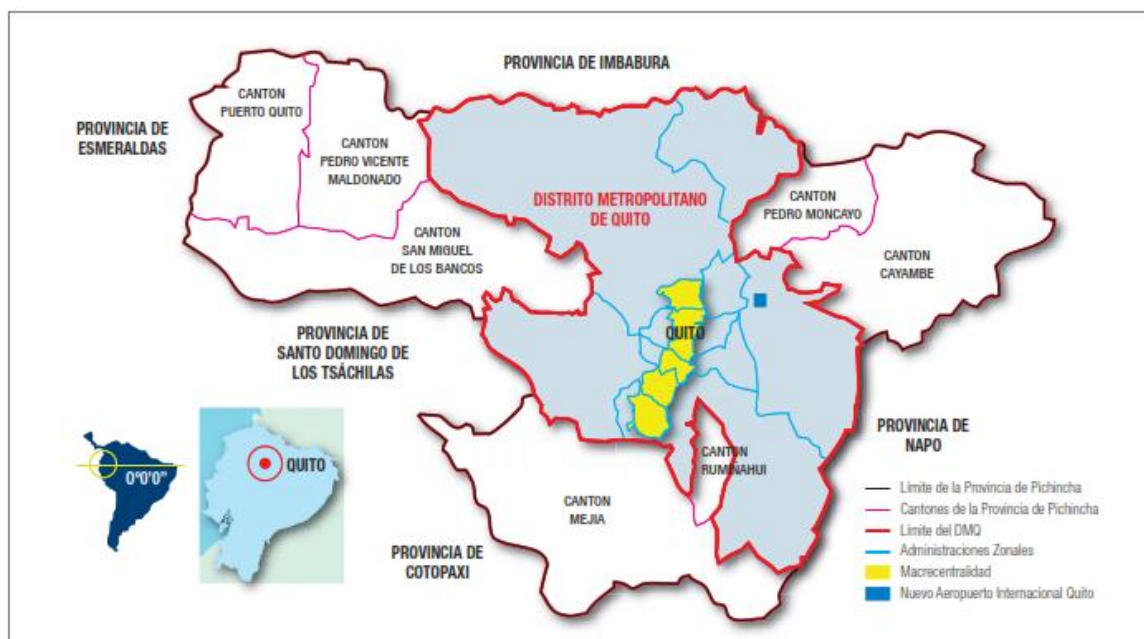 PROVINCIA DE IMBABURA
CANTON
PUERTO QUITO
PROVINCIA DE
ESMERALDAS
CANTON
PEDRO VICENTE
MALDONADO
DISTRITO METROPOLITANO
DE QUITO
CANTON
PEDRO MONCAYO
CANTON
SAN MIGUEL
DE LOS BANCOS
CANTON
CAYAMBE
PROVINCIA DE
SANTO DOMINGO DE
LOS TSÁCHILAS
QUITO
PROVINCIA DE
NAPO
CANTON
RUMIÑAHUI
CANTON
MEJIA
PROVINCIA DE
COTOPAXI
0°0'0"
QUITO
Límite de la Provincia de Pichincha
Cantones de la Provincia de Pichincha
Límite del DMQ
Administraciones Zonales
Macrecentralidad
Nuevo Aeropuerto Internacional Quito